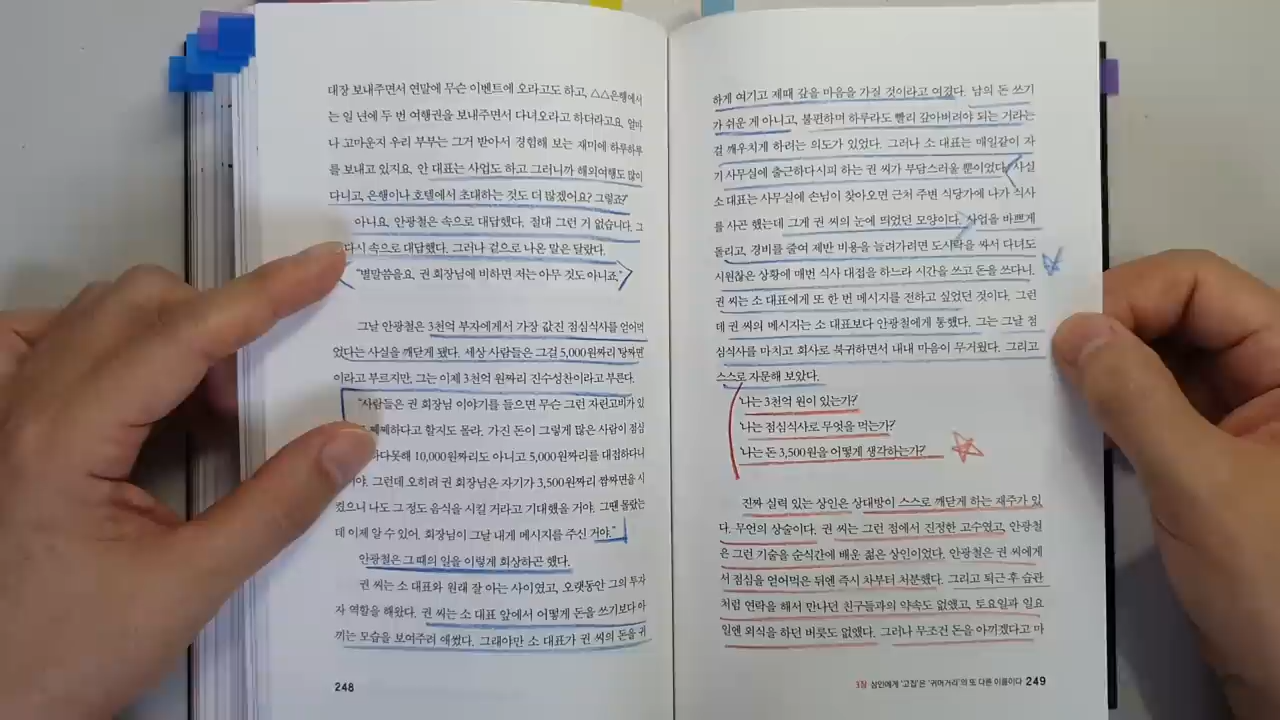 대장 보내주면서 연말에 무슨 이벤트에 오라고도 하고, △△은행에서
는 일 년에 두 번 여행권을 보내주면서 다녀오라고 하더라고요. 얼마
나 고마운지 우리 부부는 그거 받아서 경험해 보는 재미에 하루하루
를 보내고 있지요. 안 대표는 사업도 하고 그러니까 해외여행도 많이
다니고, 은행이나 호텔에서 초대하는 것도 더 많겠어요? 그렇죠?"
아니요. 안광철은 속으로 대답했다. 절대 그런 거 없습니다. 그
다시 속으로 대답했다. 그러나 겉으로 나온 말은 달랐다.
"별말씀을요. 권 회장님에 비하면 저는 아무 것도 아니죠."
그날 안광철은 3천억 부자에게서 가장 값진 점심식사를 얻어먹
었다는 사실을 깨닫게 됐다. 세상 사람들은 그걸 5,000원짜리 '탕짜면'
이라고 부르지만, 그는 이제 3천억 원짜리 진수성찬이라고 부른다.
"사람들은 권 회장님 이야기를 들으면 무슨 그런 자린고비가 있
쩨쩨하다고 할지도 몰라. 가진 돈이 그렇게 많은 사람이 점심
다못해 10,000원짜리도 아니고 5,000원짜리를 대접하다니
야. 그런데 오히려 권 회장님은 자기가 3,500원짜리 짬짜면을 시
켰으니 나도 그 정도 음식을 시킬 거라고 기대했을 거야. 그땐 몰랐는
데 이제 알 수 있어. 회장님이 그날 내게 메시지를 주신 거야."
안광철은 그 때의 일을 이렇게 회상하곤 했다.
권 씨는 소 대표와 원래 잘 아는 사이였고, 오랫동안 그의 투자
자 역할을 해왔다. 권 씨는 소 대표 앞에서 어떻게 돈을 쓰기보다 아
끼는 모습을 보여주려 애썼다. 그래야만 소 대표가 권 씨의 돈을 귀
248
하게 여기고 제때 갚을 마음을 가질 것이라고 여겼다. 남의 돈 쓰기
가 쉬운 게 아니고, 불편하며 하루라도 빨리 갚아버려야 되는 거라는
걸 깨우치게 하려는 의도가 있었다. 그러나 소 대표는 매일같이 자
기 사무실에 출근하다시피 하는 권 씨가 부담스러울 뿐이었다. 사실
소 대표는 사무실에 손님이 찾아오면 근처 주변 식당가에 나가 식사
를 사곤 했는데 그게 권 씨의 눈에 띄었던 모양이다. 사업을 바쁘게
돌리고, 경비를 줄여 제반 비용을 늘려가려면 도시락을 싸서 다녀도
시원찮은 상황에 매번 식사 대접을 하느라 시간을 쓰고 돈을 쓰다니.
권 씨는 소 대표에게 또 한 번 메시지를 전하고 싶었던 것이다. 그런
데 권 씨의 메시지는 소 대표보다 안광철에게 통했다. 그는 그날 점
심식사를 마치고 회사로 복귀하면서 내내 마음이 무거웠다. 그리고
스스로 자문해 보았다.
'나는 3천억 원이 있는가?'
'나는 점심식사로 무엇을 먹는가?'
'나는 돈 3,500원을 어떻게 생각하는가?'
진짜 실력 있는 상인은 상대방이 스스로 깨닫게 하는 재주가 있
다. 무언의 상술이다. 권 씨는 그런 점에서 진정한 고수였고, 안광철
은 그런 기술을 순식간에 배운 젊은 상인이었다. 안광철은 권 씨에게
서 점심을 얻어먹은 뒤엔 즉시 차부터 처분했다. 그리고 퇴근 후 습관
처럼 연락을 해서 만나던 친구들과의 약속도 없앴고, 토요일과 일요
일엔 외식을 하던 버릇도 없앴다. 그러나 무조건 돈을 아끼겠다고 마
3장 상인에게 '고집'은 '귀머거리'의 또 다른 이름이다 249